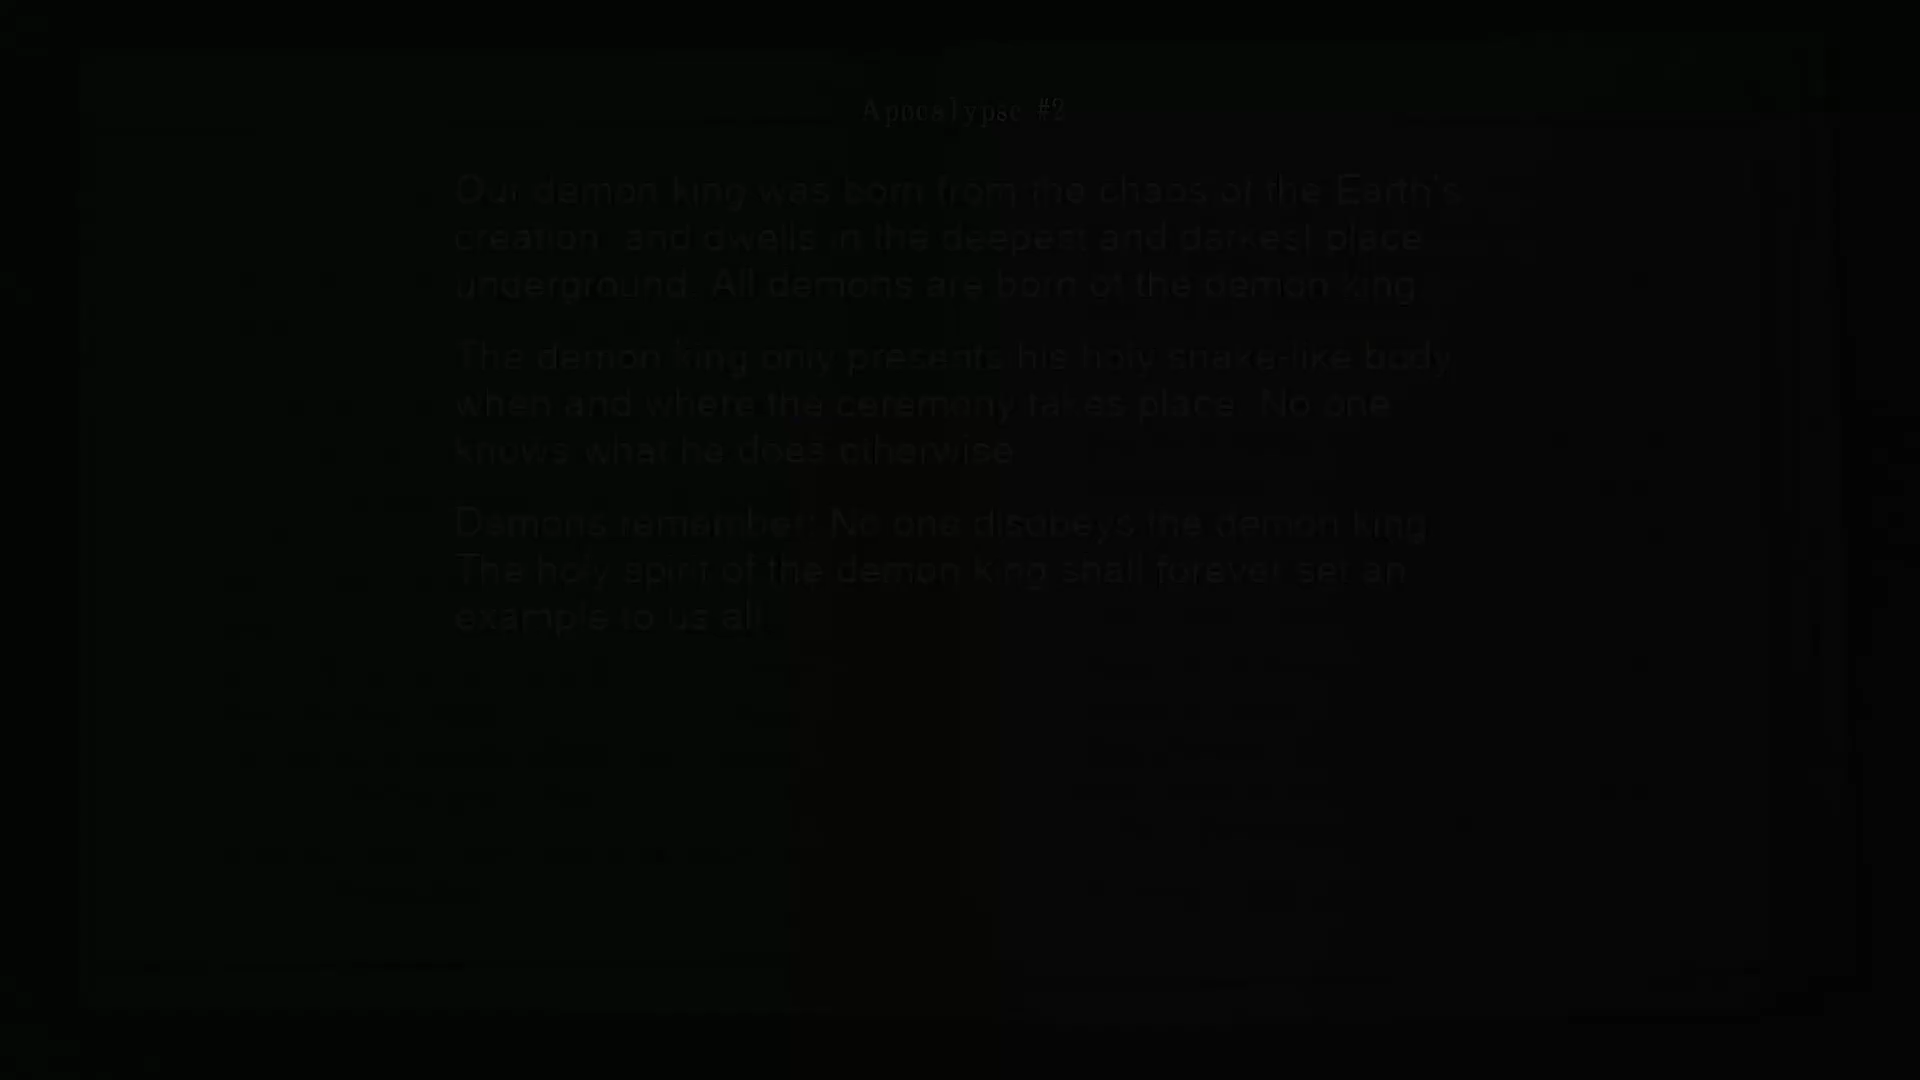 Apocalypse #2
Our demon king was born from the chaos of the Earth's
creation, and dwells in the deepest and darkest place
underground. All demons are born of the demon king.
The demon king only presents his holy snake-like body
when and where the ceremony takes place. No one
knows what he does otherwise.
Demons remember: No one disobeys the demon king.
The holy spirit of the demon king shall forever set an
example to us all.